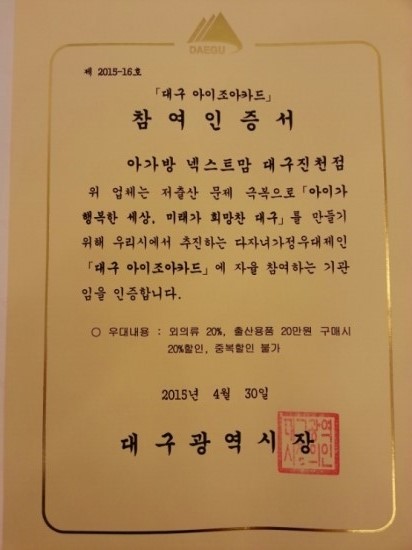 DAEGU
제 2015-16호
「대구 아이조아카드」
참여인증서
아가방 넥스트맘 대구진천점
위 업체는 저출산 문제 극복으로 「아이가
행복한 세상, 미래가 희망찬 대구」를 만들기
위해 우리시에서 추진하는 다자녀가정우대제인
「대구 아이조아카드」에 자율 참여하는 기관
임을 인증합니다.
○ 우대내용 : 외의류 20%, 출산용품 20만원 구매시
20%할인, 중복할인 불가
2015년 4월 30일
대구광역시장
대구광역
시장의인